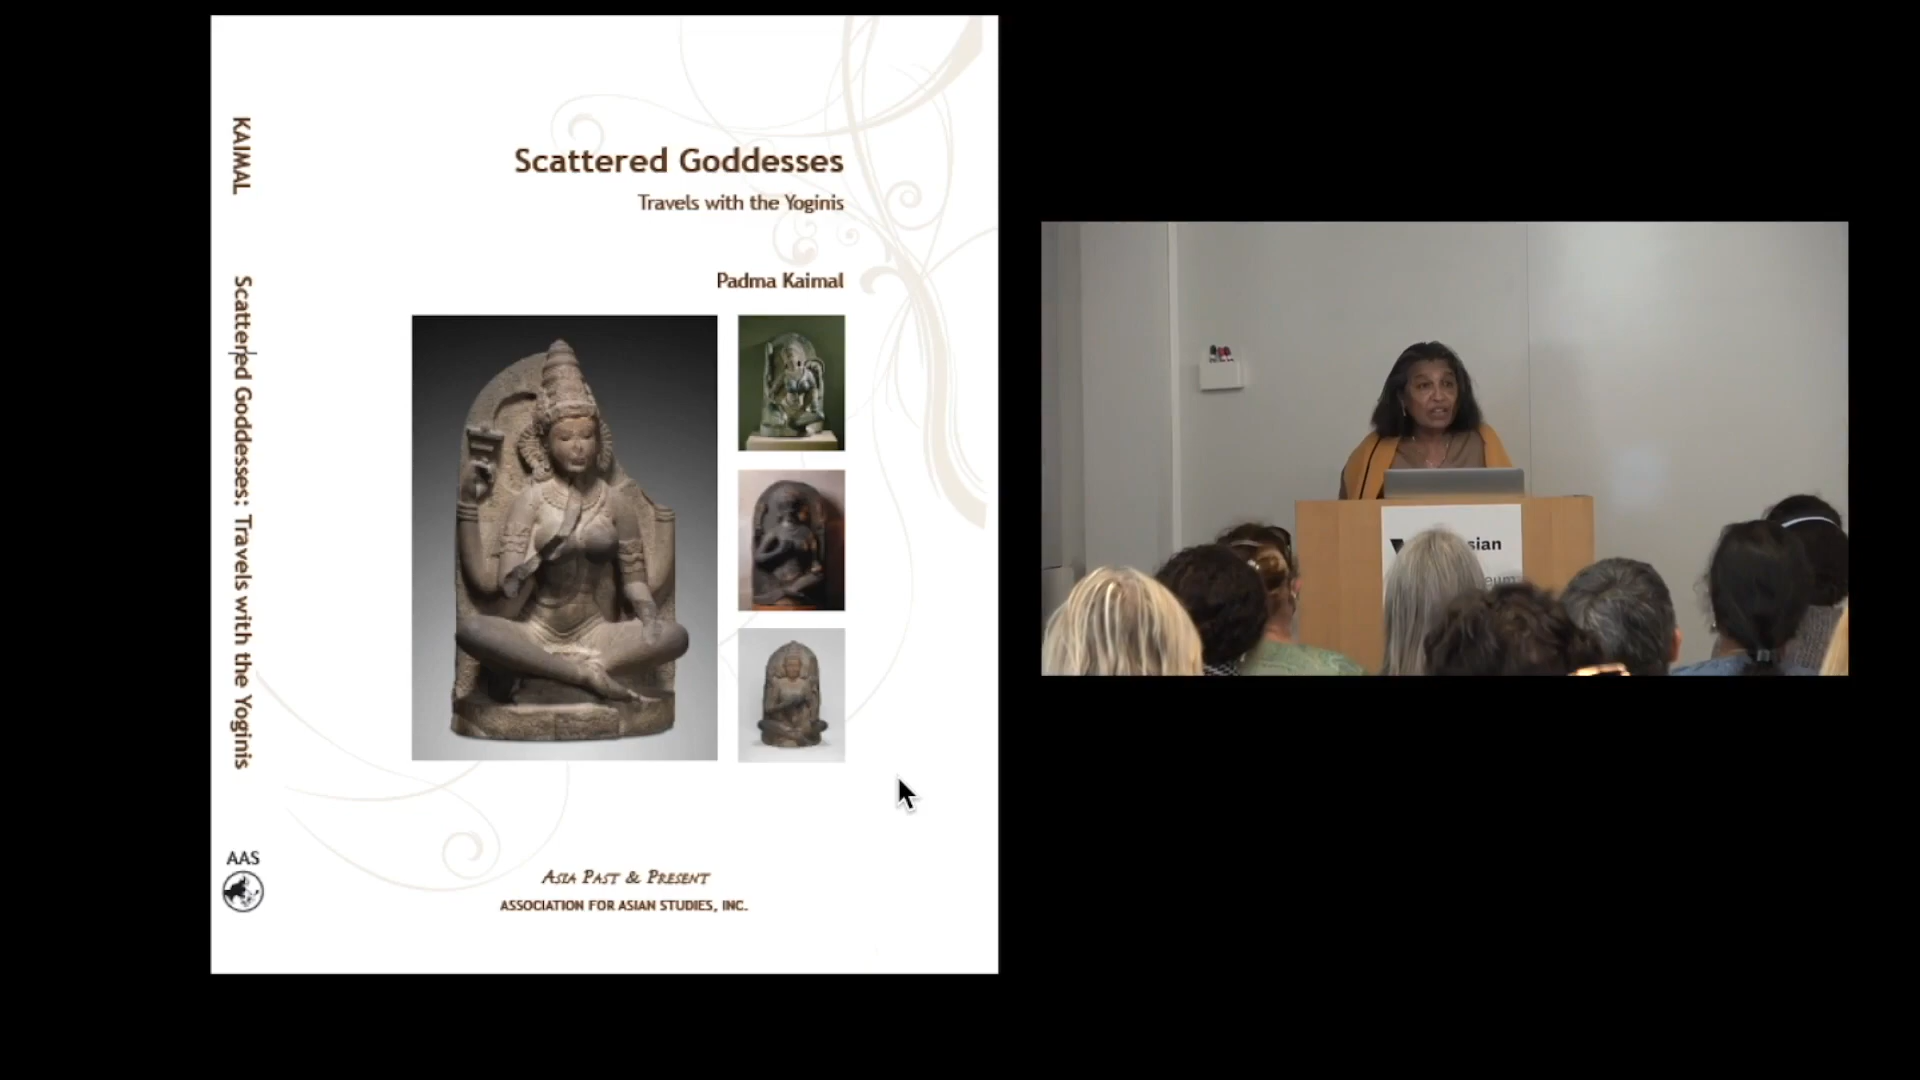 KAIMAL
Scattered Goddesses: Travels with the Yoginis
AAS
Scattered Goddesses
Travels with the Yoginis
Padma Kaimal
ASIA PAST & PRESENT
ASSOCIATION FOR ASIAN STUDIES, INC.